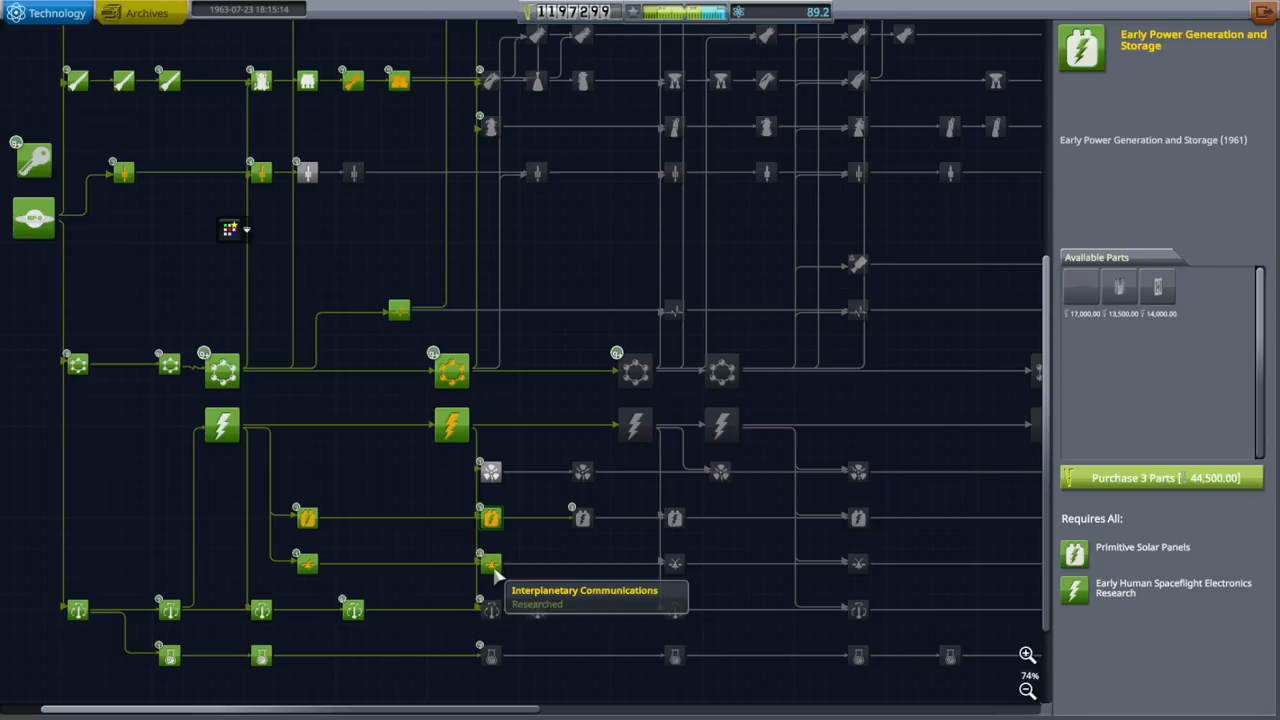 Technology
Archives
1963-07-23 18:15:14
1197299
89.2
Early Power Generation and
Storage
Early Power Generation and Storage (1961)
RP-0
Available Parts
17,000.00
13,500.00
14,000.00
Purchase 3 Parts [ 44,500.00]
Requires All:
Primitive Solar Panels
Early Human Spaceflight Electronics
Research
Interplanetary Communications
Researched
74%